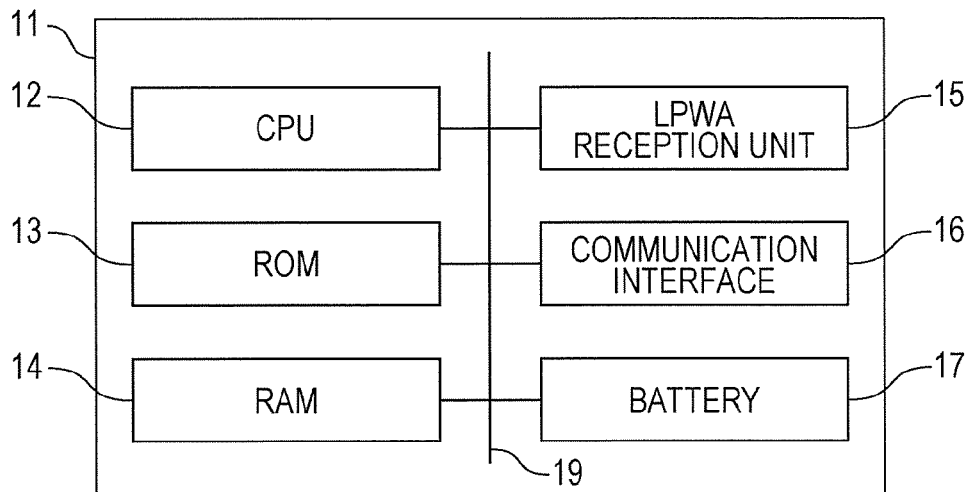 11
12
CPU
LPWA
RECEPTION UNIT
15
13
ROM
COMMUNICATION
INTERFACE
16
14
RAM
BATTERY
17
19